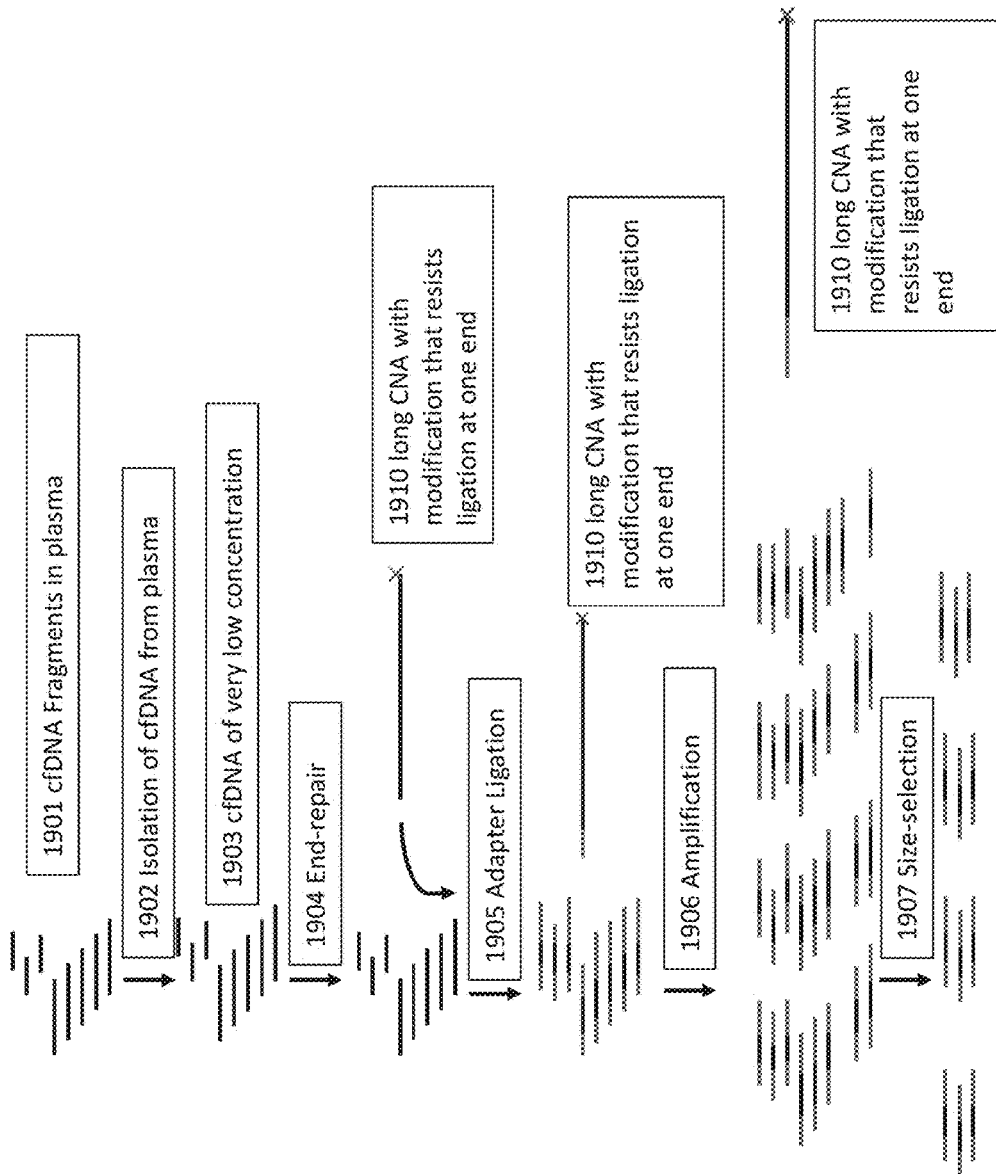 1901 cfDNA Fragments in plasma
1902 Isolation of cfDNA from plasma
1903 cfDNA of very low concentration
1904 End-repair
1910 long CNA with
modification that resists
ligation at one end
1905 Adapter Ligation
1910 long CNA with
modification that resists ligation
at one end
1906 Amplification
1910 long CNA with
modification that
resists ligation at one
end
1907 Size-selection